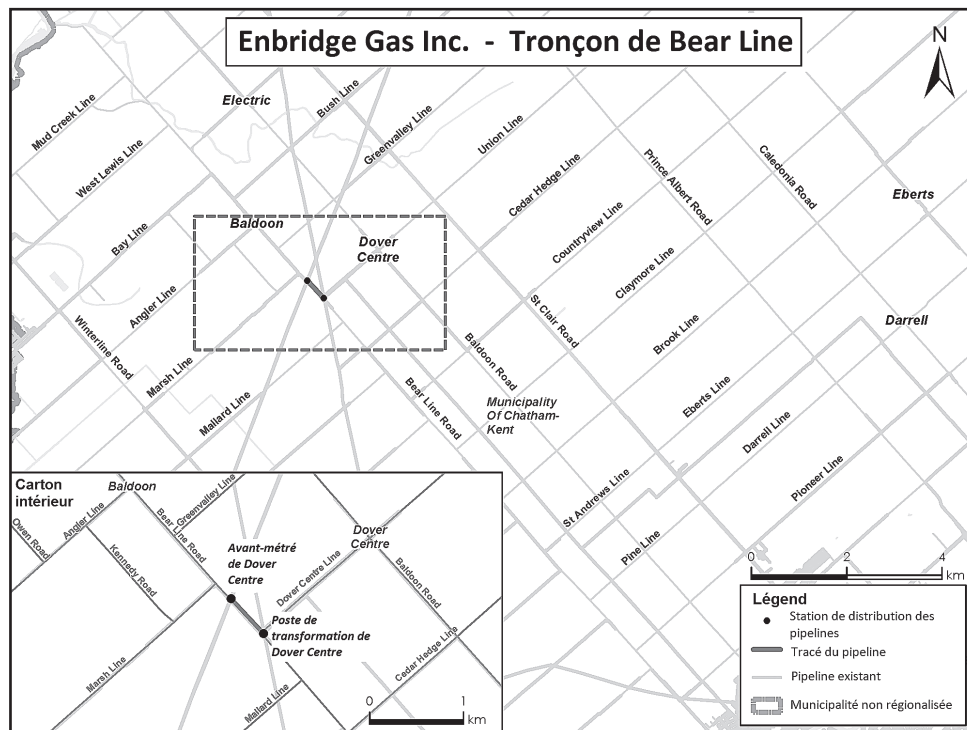 Enbridge Gas Inc. - Tronçon de Bear Line
N
Electric
Bush Line
Mud Creek Line
Greenvalley Line
Union Line
West Lewis Line
Cedar Hedge Line
Prince Albert Road
Caledonia Road
Eberts
Baldoon
Bay Line
Dover
Centre
Countryview Line
Claymore Line
Angler Line
St Clair Road
Darrell
Winterline Road
Brook Line
Marsh Line
Baldoon Road
Bear Line Road
Mallard Line
Municipality
Of Chatham-
Kent
Eberts Line
Darrell Line
Pioneer Line
St Andrews Line
Pine Line
Carton
intérieur
Baldoon
Greenvalley Line
Angler Line
Bear Line Road
Owen Road
Kennedy Road
Avant-métré
de Dover
Centre
Dover
Centre
Dover Centre Line
Baldoon Road
Poste de
transformation de
Dover Centre
Marsh Line
Cedar Hedge Line
Mallard Line
0 1
km
0 2 4
km
Légend
Station de distribution des
pipelines
Tracé du pipeline
Pipeline existant
Municipalité non régionalisée